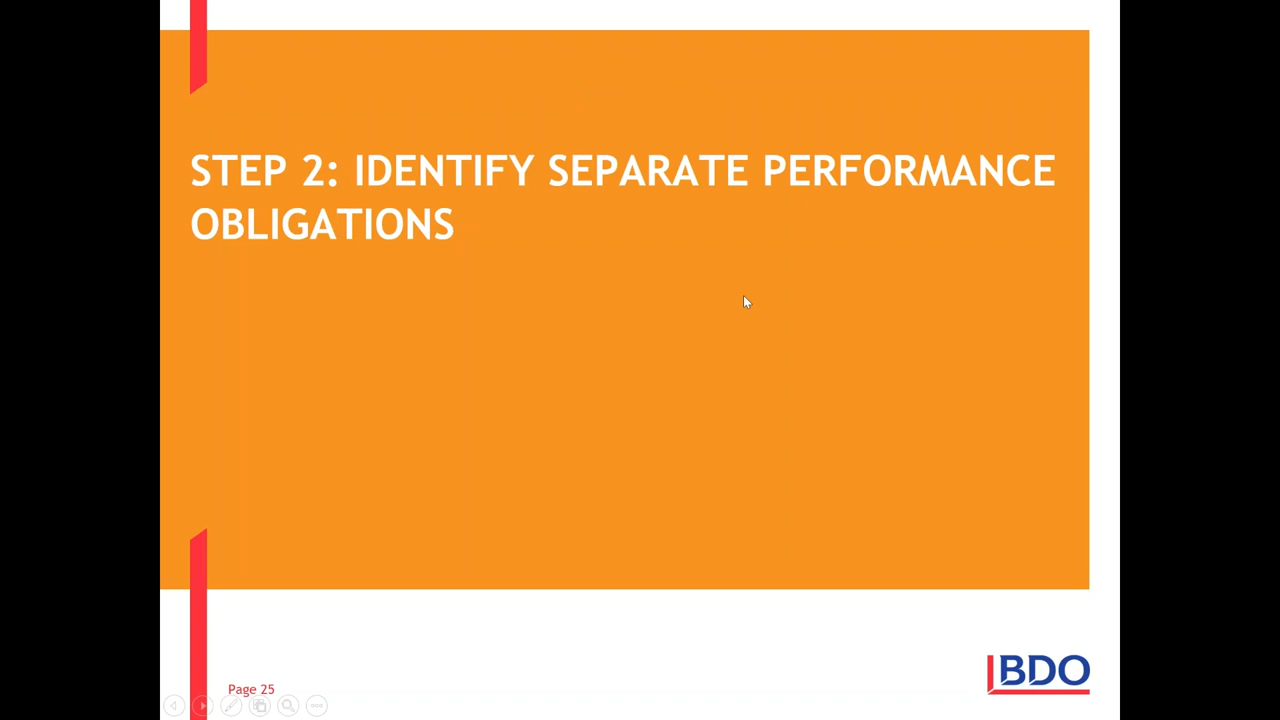 STEP 2: IDENTIFY SEPARATE PERFORMANCE
OBLIGATIONS
Page 25
BDO